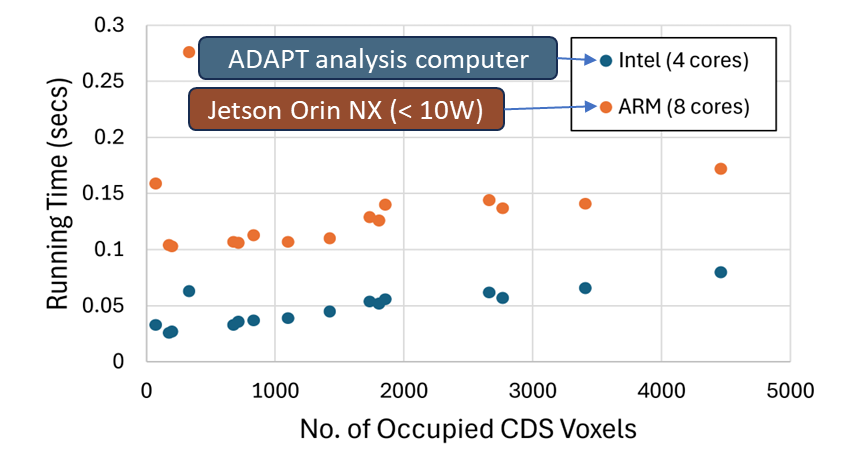 0.3
0.25
0.2
0.15
0.1
0.05
0
Running Time (secs)
ADAPT analysis computer
Jetson Orin NX (< 10W)
Intel (4 cores)
ARM (8 cores)
0 1000 2000 3000 4000 5000
No. of Occupied CDS Voxels